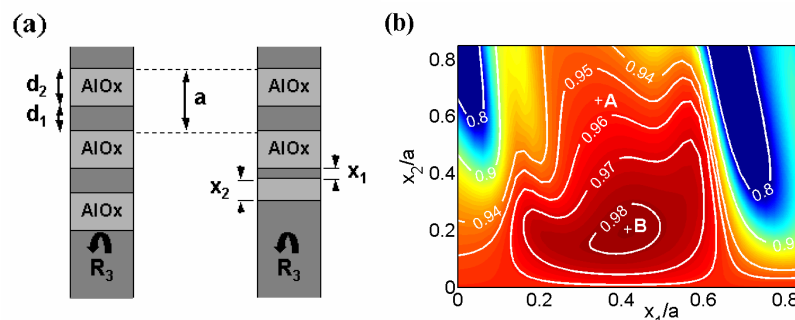 (a)
d₂
d₁
AlOx
AlOx
AlOx
R₃
a
AlOx
AlOx
x₂
x₁
R₃
(b)
x₂/a
0.8
0.6
0.4
0.2
0
0 0.2 0.4 0.6 0.8
x₁/a
0.8
0.9
0.94
0.95
0.94
+A
0.96
0.97
0.98
+B
0.8